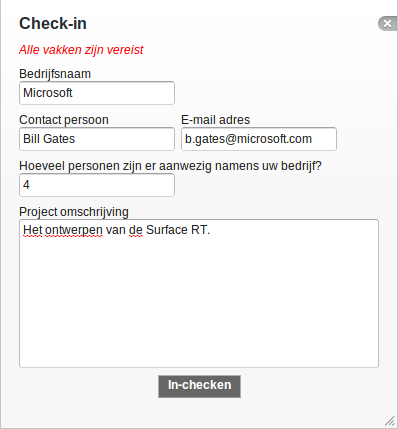 Check-in
Alle vakken zijn vereist
Bedrijfsnaam
Microsoft
Contact persoon E-mail adres
Bill Gates b.gates@microsoft.com
Hoeveel personen zijn er aanwezig namens uw bedrijf?
4
Project omschrijving
Het ontwerpen van de Surface RT.
In-checken